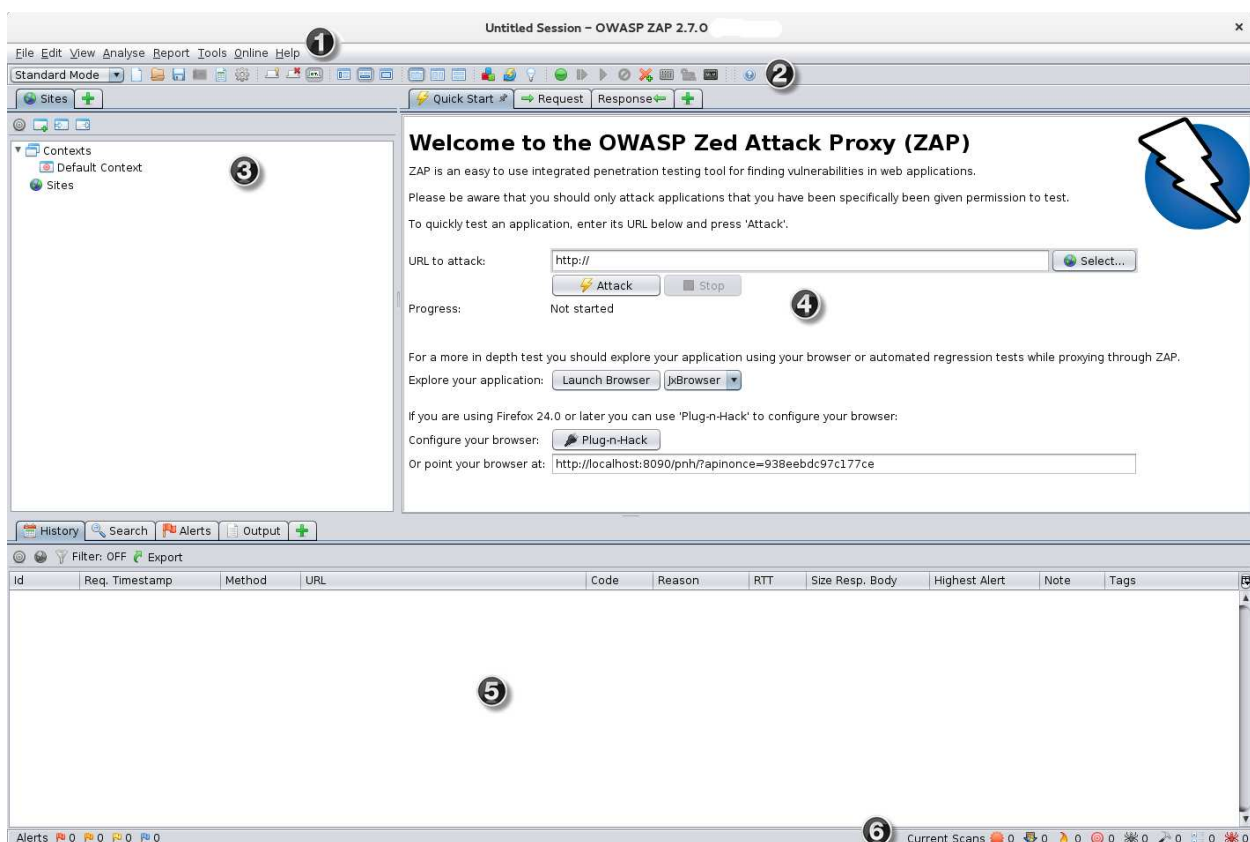 Untitled Session – OWASP ZAP 2.7.0
×
File Edit View Analyse Report Tools Online Help
1
Standard Mode
2
Sites
Quick Start
Request
Response
Contexts
Default Context
Sites
3
Welcome to the OWASP Zed Attack Proxy (ZAP)
ZAP is an easy to use integrated penetration testing tool for finding vulnerabilities in web applications.
Please be aware that you should only attack applications that you have been specifically been given permission to test.
To quickly test an application, enter its URL below and press 'Attack'.
URL to attack: http:// Select...
Attack Stop
Progress: Not started
4
For a more in depth test you should explore your application using your browser or automated regression tests while proxying through ZAP.
Explore your application: Launch Browser JxBrowser
If you are using Firefox 24.0 or later you can use 'Plug-n-Hack' to configure your browser:
Configure your browser: Plug-n-Hack
Or point your browser at: http://localhost:8090/pnh/?apinonce=938eebdc97c177ce
History Search Alerts Output
Filter: OFF Export
Id Req. Timestamp Method URL Code Reason RTT Size Resp. Body Highest Alert Note Tags
5
Alerts 0 0 0 0
6
Current Scans 0 0 0 0 0 0 0 0